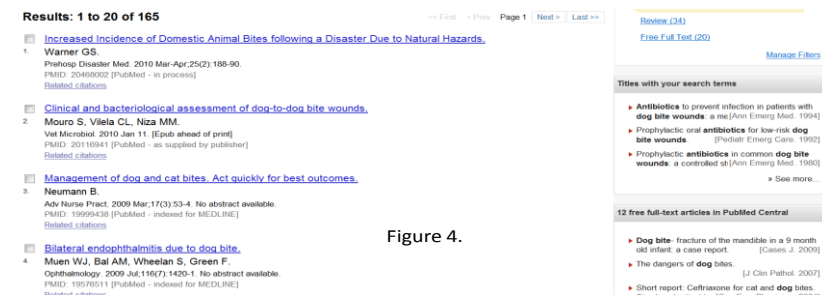 Results: 1 to 20 of 165
<< First < Prev Page 1 Next > Last >>
Increased Incidence of Domestic Animal Bites following a Disaster Due to Natural Hazards.
1. Warner GS.
Prehosp Disaster Med. 2010 Mar-Apr;25(2):188-90.
PMID: 20468002 [PubMed - in process]
Related citations
Clinical and bacteriological assessment of dog-to-dog bite wounds.
2. Mouro S, Vilela CL, Niza MM.
Vet Microbiol. 2010 Jan 11. [Epub ahead of print]
PMID: 20116941 [PubMed - as supplied by publisher]
Related citations
Management of dog and cat bites. Act quickly for best outcomes.
3. Neumann B.
Adv Nurse Pract. 2009 Mar;17(3):53-4. No abstract available.
PMID: 19999438 [PubMed - indexed for MEDLINE]
Related citations
Bilateral endophthalmitis due to dog bite.
4. Muen WJ, Bal AM, Wheelan S, Green F.
Ophthalmology. 2009 Jul;116(7):1420-1. No abstract available.
PMID: 19576511 [PubMed - indexed for MEDLINE]
Related citations
Figure 4.
Review (34)
Free Full Text (20)
Manage Filters
Titles with your search terms
Antibiotics to prevent infection in patients with
dog bite wounds: a me [Ann Emerg Med. 1994]
Prophylactic oral antibiotics for low-risk dog
bite wounds. [Pediatr Emerg Care. 1992]
Prophylactic antibiotics in common dog bite
wounds: a controlled st [Ann Emerg Med. 1980]
» See more...
12 free full-text articles in PubMed Central
Dog bite- fracture of the mandible in a 9 month
old infant: a case report. [Cases J. 2009]
The dangers of dog bites.
[J Clin Pathol. 2007]
Short report: Ceftriaxone for cat and dog bites.